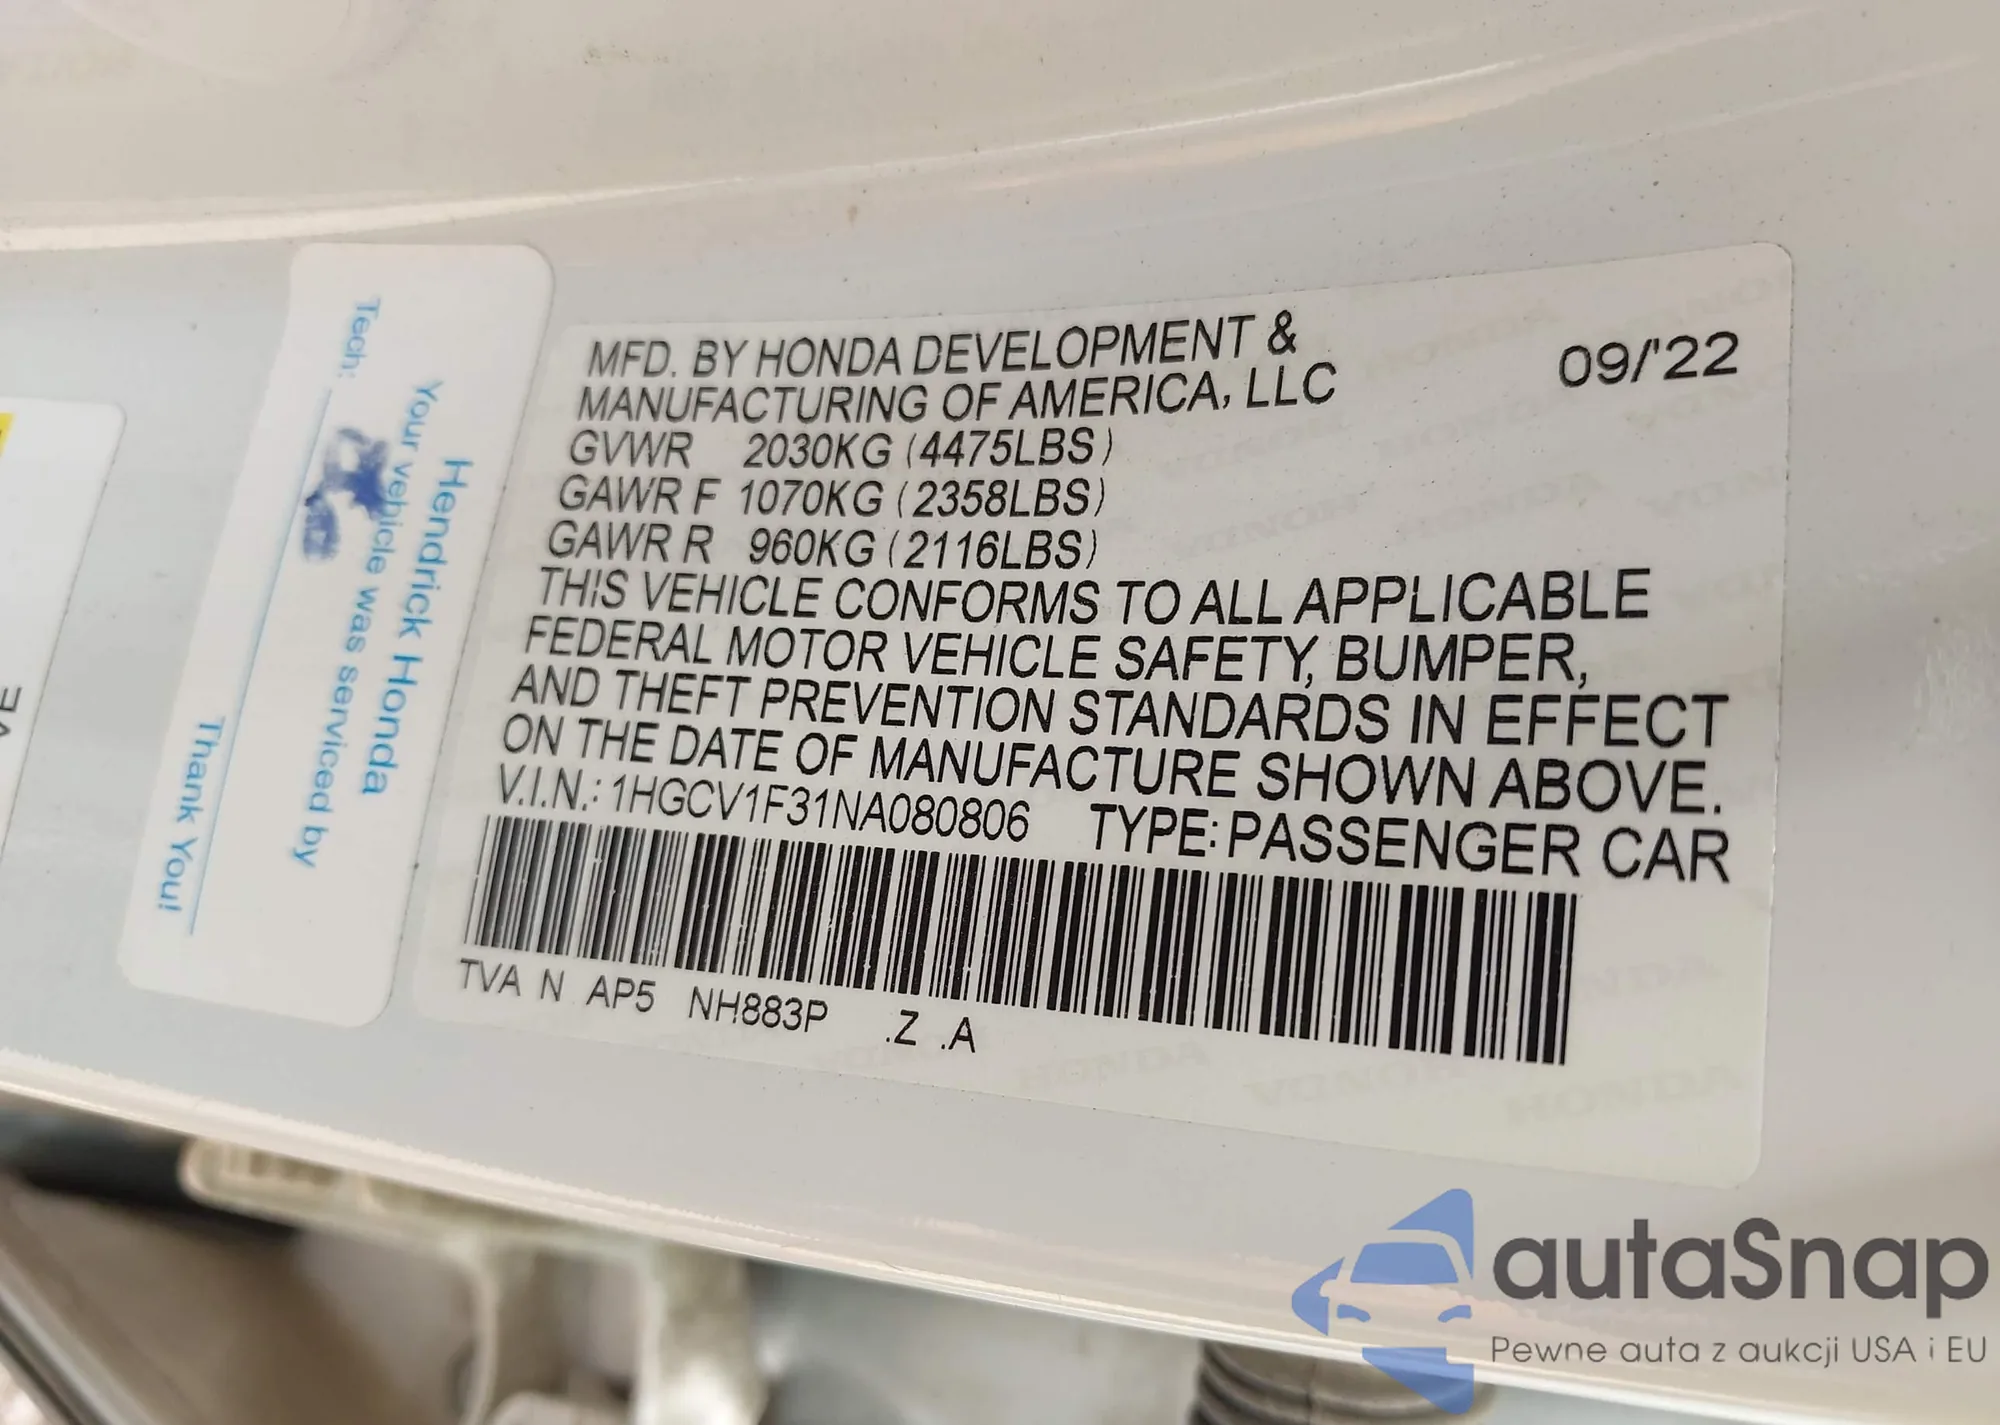 MFD. BY HONDA DEVELOPMENT &
MANUFACTURING OF AMERICA, LLC
09/'22
GVWR 2030KG (4475LBS)
GAWR F 1070KG (2358LBS)
GAWR R 960KG (2116LBS)
THIS VEHICLE CONFORMS TO ALL APPLICABLE
FEDERAL MOTOR VEHICLE SAFETY, BUMPER,
AND THEFT PREVENTION STANDARDS IN EFFECT
ON THE DATE OF MANUFACTURE SHOWN ABOVE.
V.I.N.: 1HGCV1F31NA080806 TYPE: PASSENGER CAR
TVA N AP5 NH883P .Z .A
Hendrick Honda
Your vehicle was serviced by
Tech:
Thank You!
HONDA
autaSnap
Pewne auta z aukcji USA i EU